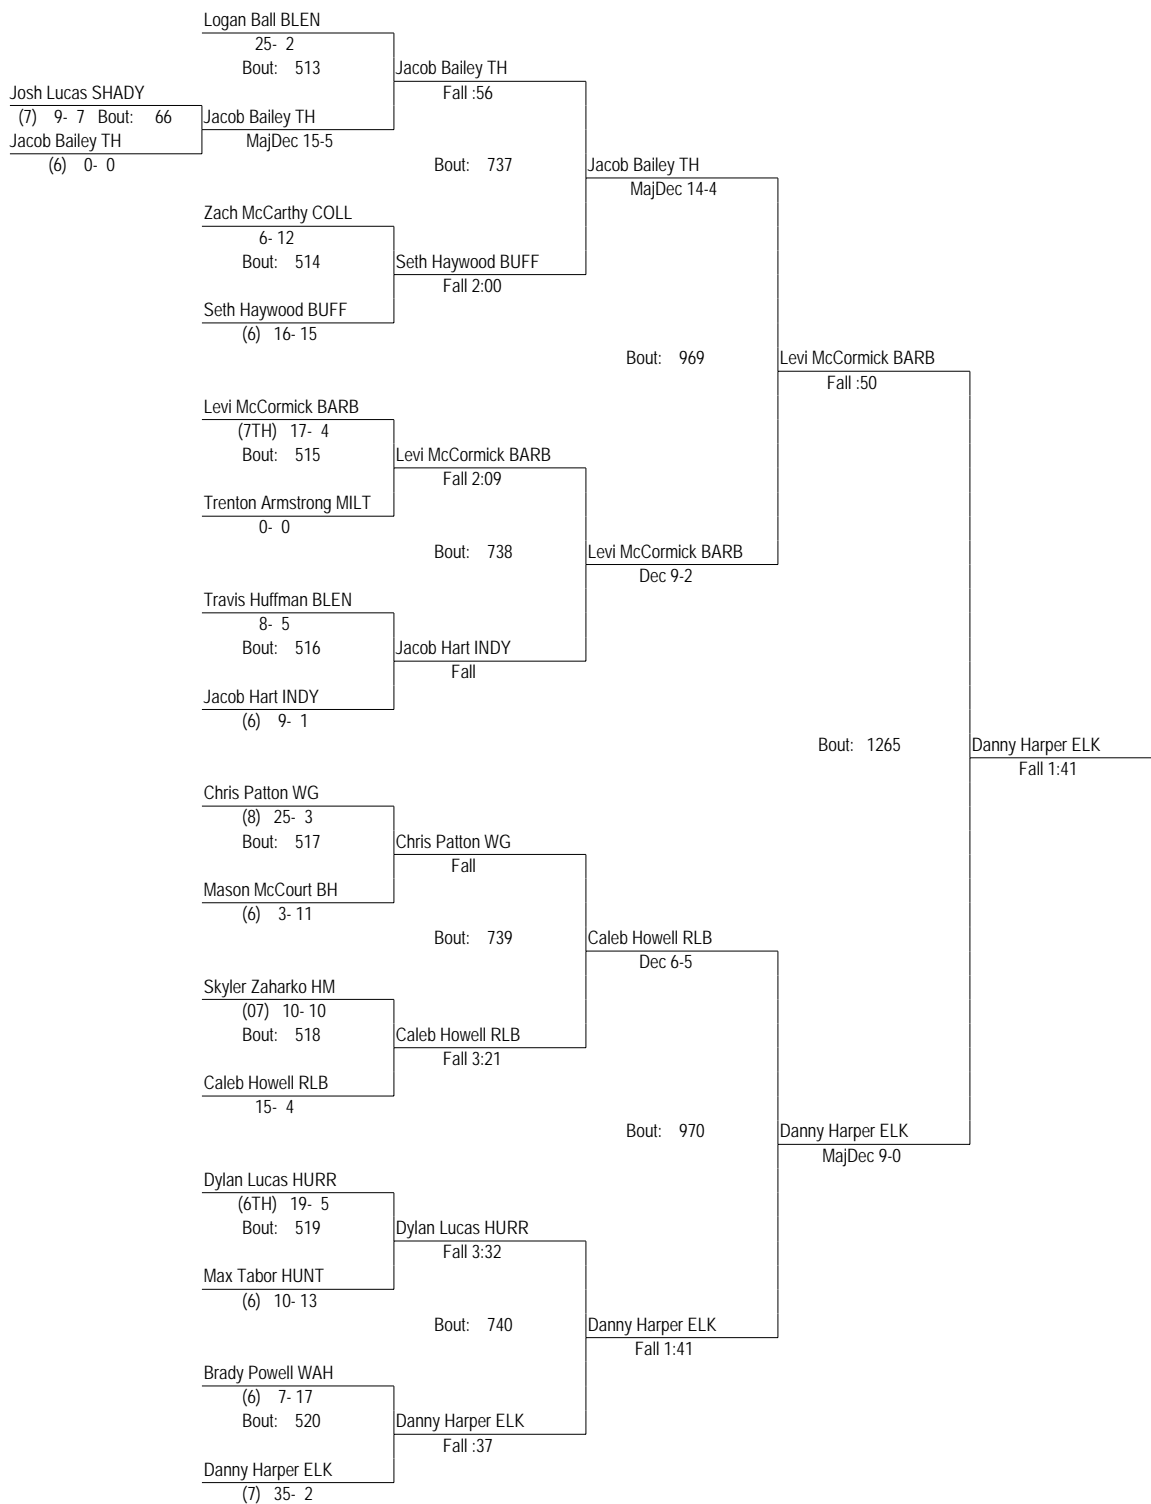 Logan Ball BLEN
25- 2
Bout: 513
Jacob Bailey TH
Fall :56
Josh Lucas SHADY
(7) 9- 7 Bout: 66
Jacob Bailey TH
MajDec 15-5
Jacob Bailey TH
(6) 0- 0
Bout: 737
Jacob Bailey TH
MajDec 14-4
Zach McCarthy COLL
6- 12
Bout: 514
Seth Haywood BUFF
Fall 2:00
Seth Haywood BUFF
(6) 16- 15
Bout: 969
Levi McCormick BARB
Fall :50
Levi McCormick BARB
(7TH) 17- 4
Bout: 515
Levi McCormick BARB
Fall 2:09
Trenton Armstrong MILT
0- 0
Bout: 738
Levi McCormick BARB
Dec 9-2
Travis Huffman BLEN
8- 5
Bout: 516
Jacob Hart INDY
Fall
Jacob Hart INDY
(6) 9- 1
Bout: 1265
Danny Harper ELK
Fall 1:41
Chris Patton WG
(8) 25- 3
Bout: 517
Chris Patton WG
Fall
Mason McCourt BH
(6) 3- 11
Bout: 739
Caleb Howell RLB
Dec 6-5
Skyler Zaharko HM
(07) 10- 10
Bout: 518
Caleb Howell RLB
Fall 3:21
Caleb Howell RLB
15- 4
Bout: 970
Danny Harper ELK
MajDec 9-0
Dylan Lucas HURR
(6TH) 19- 5
Bout: 519
Dylan Lucas HURR
Fall 3:32
Max Tabor HUNT
(6) 10- 13
Bout: 740
Danny Harper ELK
Fall 1:41
Brady Powell WAH
(6) 7- 17
Bout: 520
Danny Harper ELK
Fall :37
Danny Harper ELK
(7) 35- 2